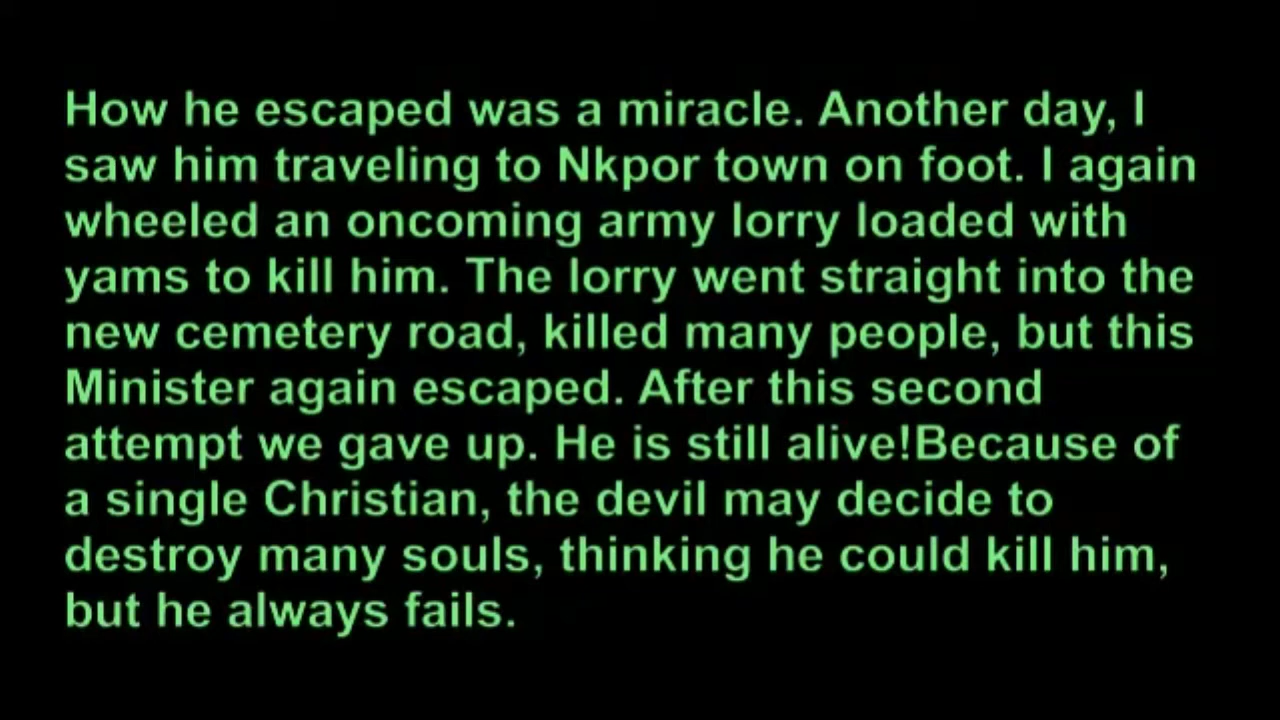 How he escaped was a miracle. Another day, I
saw him traveling to Nkpor town on foot. I again
wheeled an oncoming army lorry loaded with
yams to kill him. The lorry went straight into the
new cemetery road, killed many people, but this
Minister again escaped. After this second
attempt we gave up. He is still alive!Because of
a single Christian, the devil may decide to
destroy many souls, thinking he could kill him,
but he always fails.